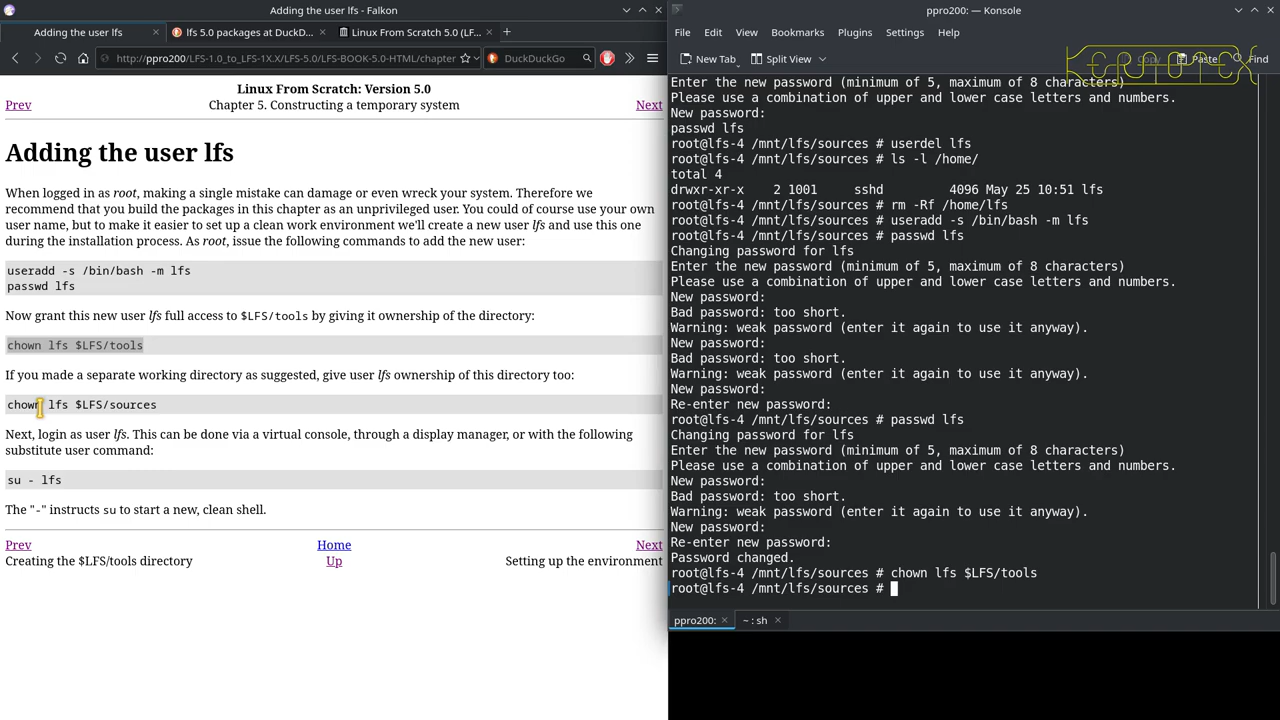 Adding the user lfs - Falkon
Adding the user lfs
lfs 5.0 packages at DuckD...
Linux From Scratch 5.0 (LF...
http://ppro200/LFS-1.0_to_LFS-1X.X/LFS-5.0/LFS-BOOK-5.0-HTML/chapter
DuckDuckGo
Linux From Scratch: Version 5.0
Prev
Chapter 5. Constructing a temporary system
Next
Adding the user lfs
When logged in as root, making a single mistake can damage or even wreck your system. Therefore we
recommend that you build the packages in this chapter as an unprivileged user. You could of course use your own
user name, but to make it easier to set up a clean work environment we'll create a new user lfs and use this one
during the installation process. As root, issue the following commands to add the new user:
useradd -s /bin/bash -m lfs
passwd lfs
Now grant this new user lfs full access to $LFS/tools by giving it ownership of the directory:
chown lfs $LFS/tools
If you made a separate working directory as suggested, give user lfs ownership of this directory too:
chown lfs $LFS/sources
Next, login as user lfs. This can be done via a virtual console, through a display manager, or with the following
substitute user command:
su - lfs
The "-" instructs su to start a new, clean shell.
Prev
Home
Next
Creating the $LFS/tools directory
Up
Setting up the environment
ppro200: — Konsole
File Edit View Bookmarks Plugins Settings Help
New Tab
Split View
Copy
Paste
Find
Enter the new password (minimum of 5, maximum of 8 characters)
Please use a combination of upper and lower case letters and numbers.
New password:
passwd lfs
root@lfs-4 /mnt/lfs/sources # userdel lfs
root@lfs-4 /mnt/lfs/sources # ls -l /home/
total 4
drwxr-xr-x    2 1001     sshd         4096 May 25 10:51 lfs
root@lfs-4 /mnt/lfs/sources # rm -Rf /home/lfs
root@lfs-4 /mnt/lfs/sources # useradd -s /bin/bash -m lfs
root@lfs-4 /mnt/lfs/sources # passwd lfs
Changing password for lfs
Enter the new password (minimum of 5, maximum of 8 characters)
Please use a combination of upper and lower case letters and numbers.
New password:
Bad password: too short.
Warning: weak password (enter it again to use it anyway).
New password:
Bad password: too short.
Warning: weak password (enter it again to use it anyway).
New password:
Re-enter new password:
root@lfs-4 /mnt/lfs/sources # passwd lfs
Changing password for lfs
Enter the new password (minimum of 5, maximum of 8 characters)
Please use a combination of upper and lower case letters and numbers.
New password:
Bad password: too short.
Warning: weak password (enter it again to use it anyway).
New password:
Re-enter new password:
Password changed.
root@lfs-4 /mnt/lfs/sources # chown lfs $LFS/tools
root@lfs-4 /mnt/lfs/sources #
ppro200:
~ : sh